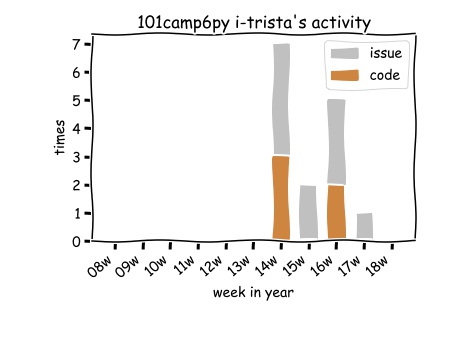 101camp6py i-trista's activity
issue
code
7
6
5
4
3
2
1
0
times
08w 09w 10w 11w 12w 13w 14w 15w 16w 17w 18w
week in year